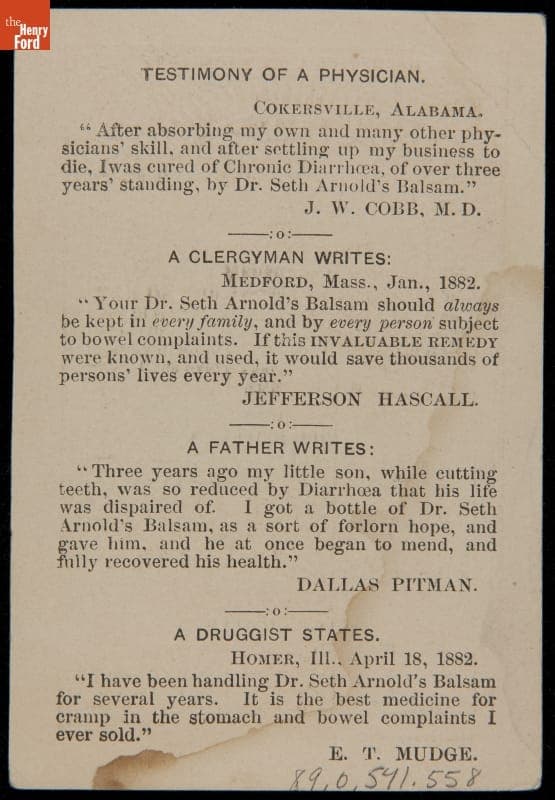 the
Henry
Ford
TESTIMONY OF A PHYSICIAN.
COKERSVILLE, ALABAMA.
“After absorbing my own and many other phy-
sicians’ skill, and after settling up my business to
die, I was cured of Chronic Diarrhœa, of over three
years’ standing, by Dr. Seth Arnold’s Balsam.”
J. W. COBB, M. D.
—:o:—
A CLERGYMAN WRITES:
MEDFORD, Mass., Jan., 1882.
“Your Dr. Seth Arnold’s Balsam should always
be kept in every family, and by every person subject
to bowel complaints. If this INVALUABLE REMEDY
were known, and used, it would save thousands of
persons’ lives every year.”
JEFFERSON HASCALL.
—:o:—
A FATHER WRITES:
“Three years ago my little son, while cutting
teeth, was so reduced by Diarrhœa that his life
was dispaired of. I got a bottle of Dr. Seth
Arnold’s Balsam, as a sort of forlorn hope, and
gave him, and he at once began to mend, and
fully recovered his health.”
DALLAS PITMAN.
—:o:—
A DRUGGIST STATES.
HOMER, Ill., April 18, 1882.
“I have been handling Dr. Seth Arnold’s Balsam
for several years. It is the best medicine for
cramp in the stomach and bowel complaints I
ever sold.”
E. T. MUDGE.
89.0.541.558